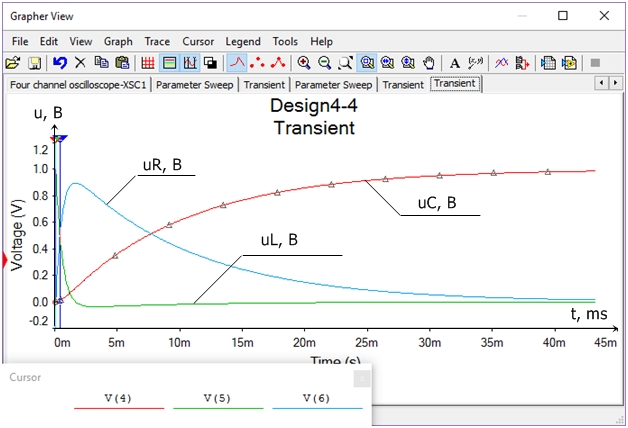 Grapher View
File Edit View Graph Trace Cursor Legend Tools Help
Four channel oscilloscope-XSC1 Parameter Sweep Transient Parameter Sweep Transient Transient
Design4-4
Transient
u, B
uR, B
uC, B
uL, B
Voltage (V)
1.2
1.0
0.8
0.6
0.4
0.2
0.0
-0.2
t, ms
0m 5m 10m 15m 20m 25m 30m 35m 40m 45m
Time (s)
Cursor
V(4) V(5) V(6)